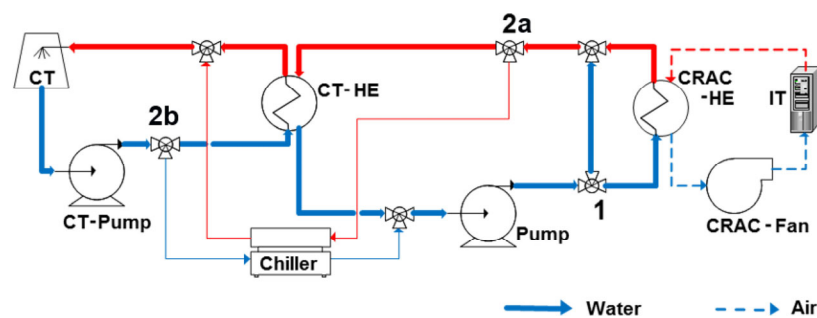 2a
CT
CT-HE
CRAC
-HE
IT
2b
CT-Pump
Pump
1
CRAC-Fan
Chiller
Water
Air